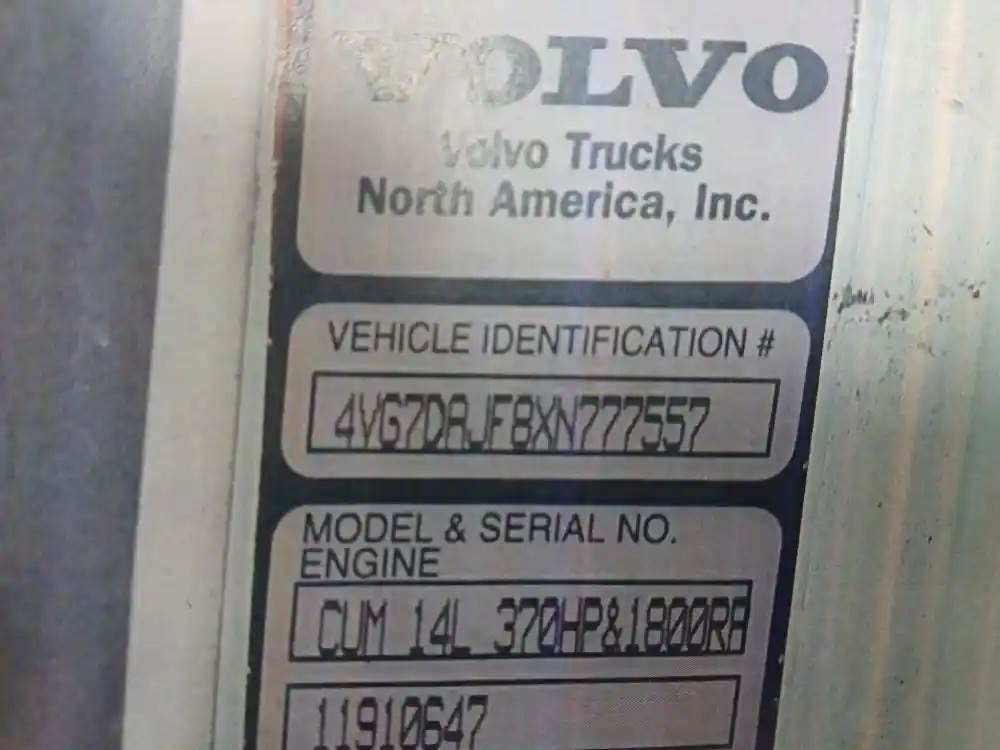 VOLVO
Volvo Trucks
North America, Inc.
VEHICLE IDENTIFICATION #
4VG7DAJF8XN777557
MODEL & SERIAL NO.
ENGINE
CUM 14L 370HP&1800RA
11910647